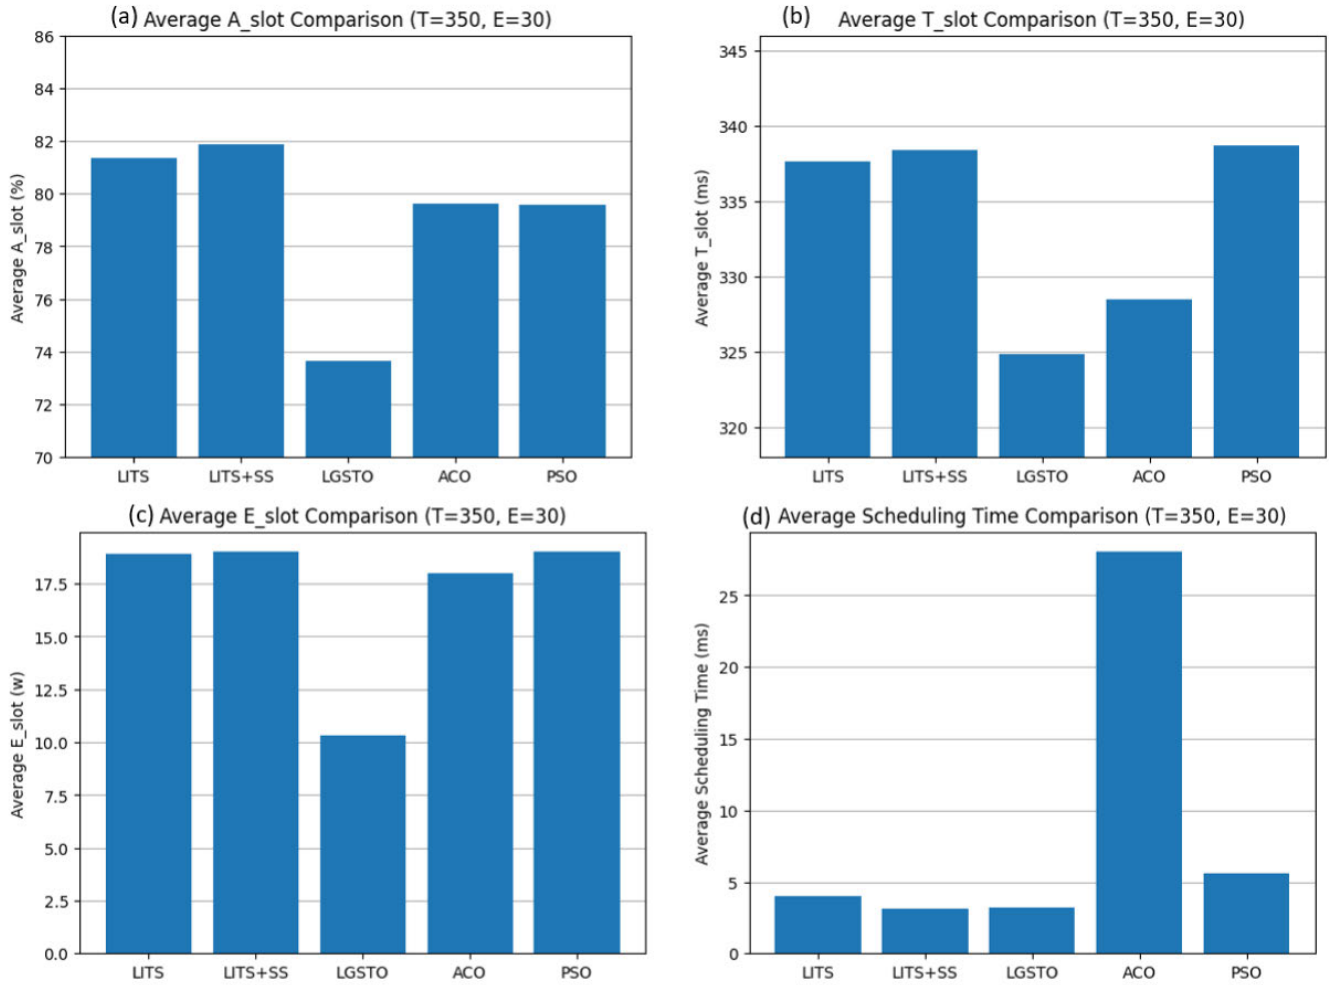 (a) Average A_slot Comparison (T=350, E=30)
86
84
82
80
78
76
74
72
70
Average A_slot (%)
LITS LITS+SS LGSTO ACO PSO
(b) Average T_slot Comparison (T=350, E=30)
345
340
335
330
325
320
Average T_slot (ms)
LITS LITS+SS LGSTO ACO PSO
(c) Average E_slot Comparison (T=350, E=30)
17.5
15.0
12.5
10.0
7.5
5.0
2.5
0.0
Average E_slot (w)
LITS LITS+SS LGSTO ACO PSO
(d) Average Scheduling Time Comparison (T=350, E=30)
25
20
15
10
5
0
Average Scheduling Time (ms)
LITS LITS+SS LGSTO ACO PSO